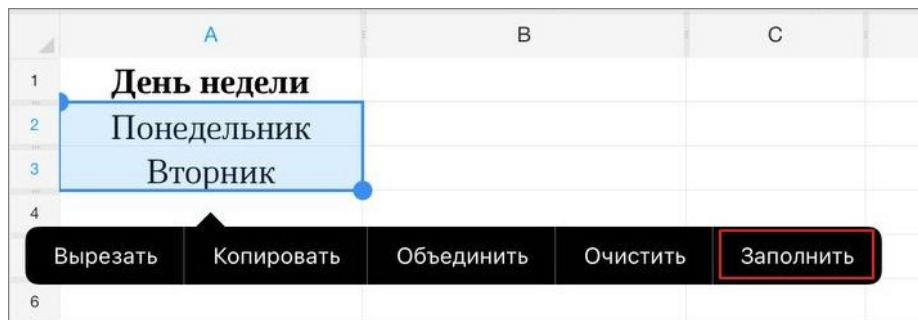 A B C
1 День недели
2 Понедельник
3 Вторник
4
Вырезать Копировать Объединить Очистить Заполнить
6